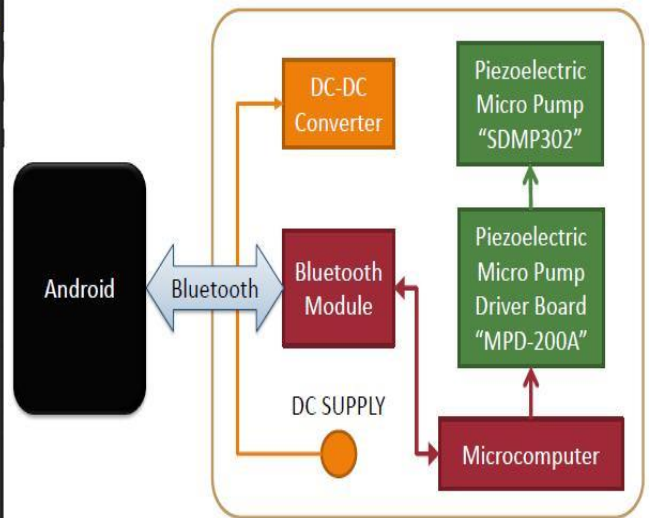 DC-DC
Converter
Piezoelectric
Micro Pump
“SDMP302”
Android
Bluetooth
Bluetooth
Module
Piezoelectric
Micro Pump
Driver Board
“MPD-200A”
DC SUPPLY
Microcomputer